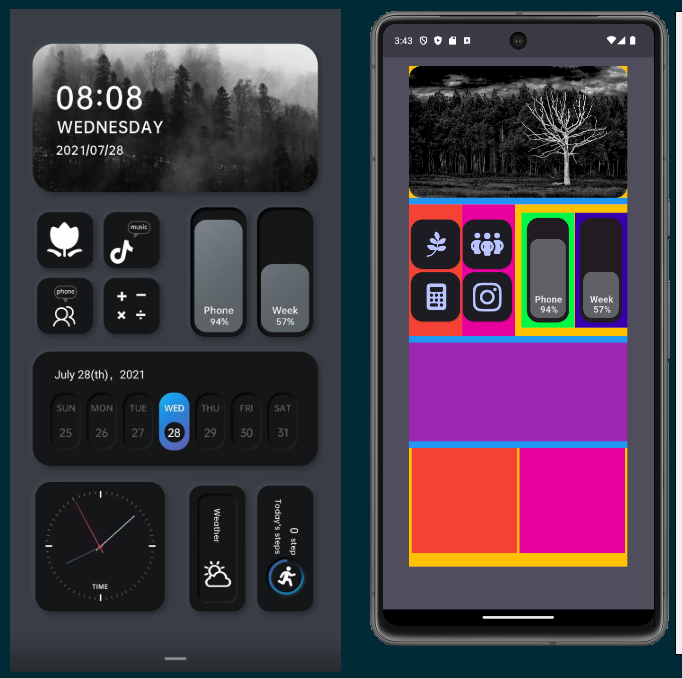 08:08
WEDNESDAY
2021/07/28
music
phone
Phone
94%
Week
57%
July 28(th), 2021
SUN MON TUE WED THU FRI SAT
25 26 27 28 29 30 31
TIME
Weather
Today's steps
0 step
3:43
Phone
94%
Week
57%